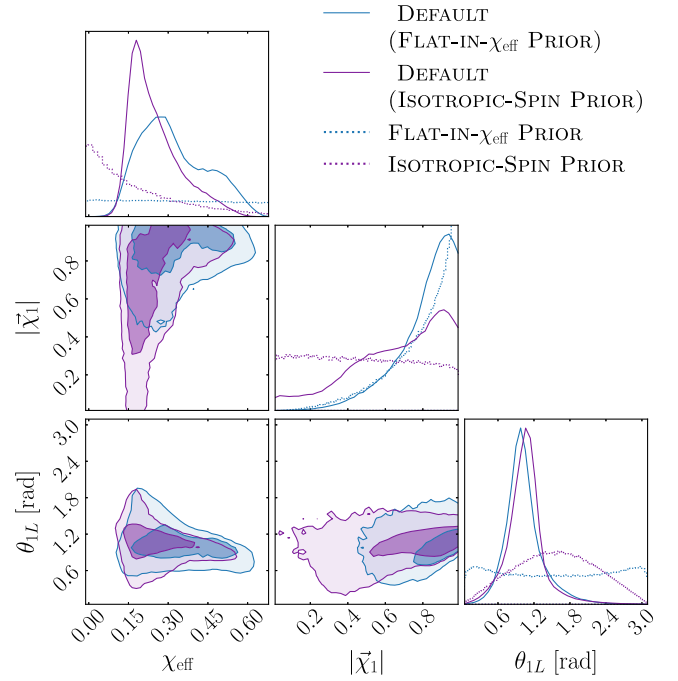 DEFAULT
(FLAT-IN-χeff PRIOR)
DEFAULT
(ISOTROPIC-SPIN PRIOR)
FLAT-IN-χeff PRIOR
ISOTROPIC-SPIN PRIOR
0.8
0.6
0.4
0.2
|χ⃗1|
3.0
2.4
1.8
1.2
0.6
θ1L [rad]
0.00 0.15 0.30 0.45 0.60
0.2 0.4 0.6 0.8
0.6 1.2 1.8 2.4 3.0
χeff |χ⃗1| θ1L [rad]